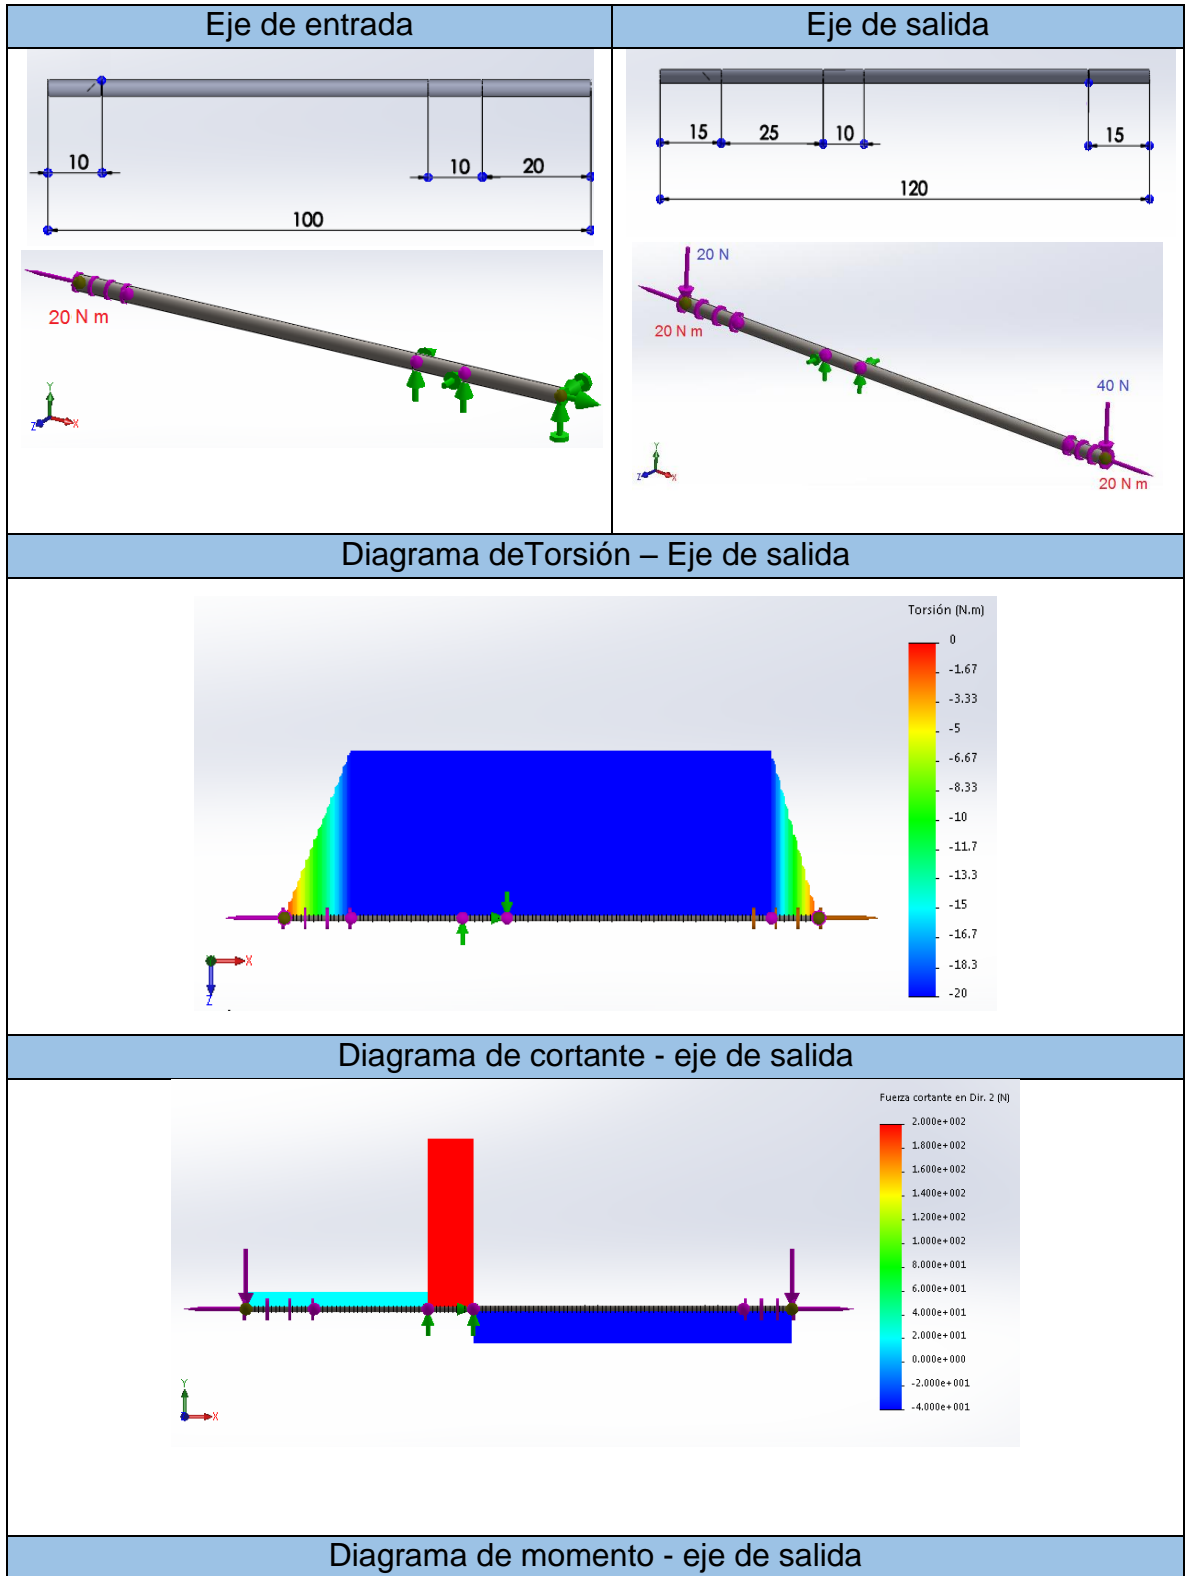 Eje de entrada
Eje de salida
10
10
20
100
20 N m
Y
Z
X
15
25
10
15
120
20 N
20 N m
40 N
20 N m
Y
Z
X
Diagrama deTorsión – Eje de salida
Torsión (N.m)
0
-1.67
-3.33
-5
-6.67
-8.33
-10
-11.7
-13.3
-15
-16.7
-18.3
-20
X
Z
Diagrama de cortante - eje de salida
Fuerza cortante en Dir. 2 (N)
2.000e+002
1.800e+002
1.600e+002
1.400e+002
1.200e+002
1.000e+002
8.000e+001
6.000e+001
4.000e+001
2.000e+001
0.000e+000
-2.000e+001
-4.000e+001
Y
X
Diagrama de momento - eje de salida